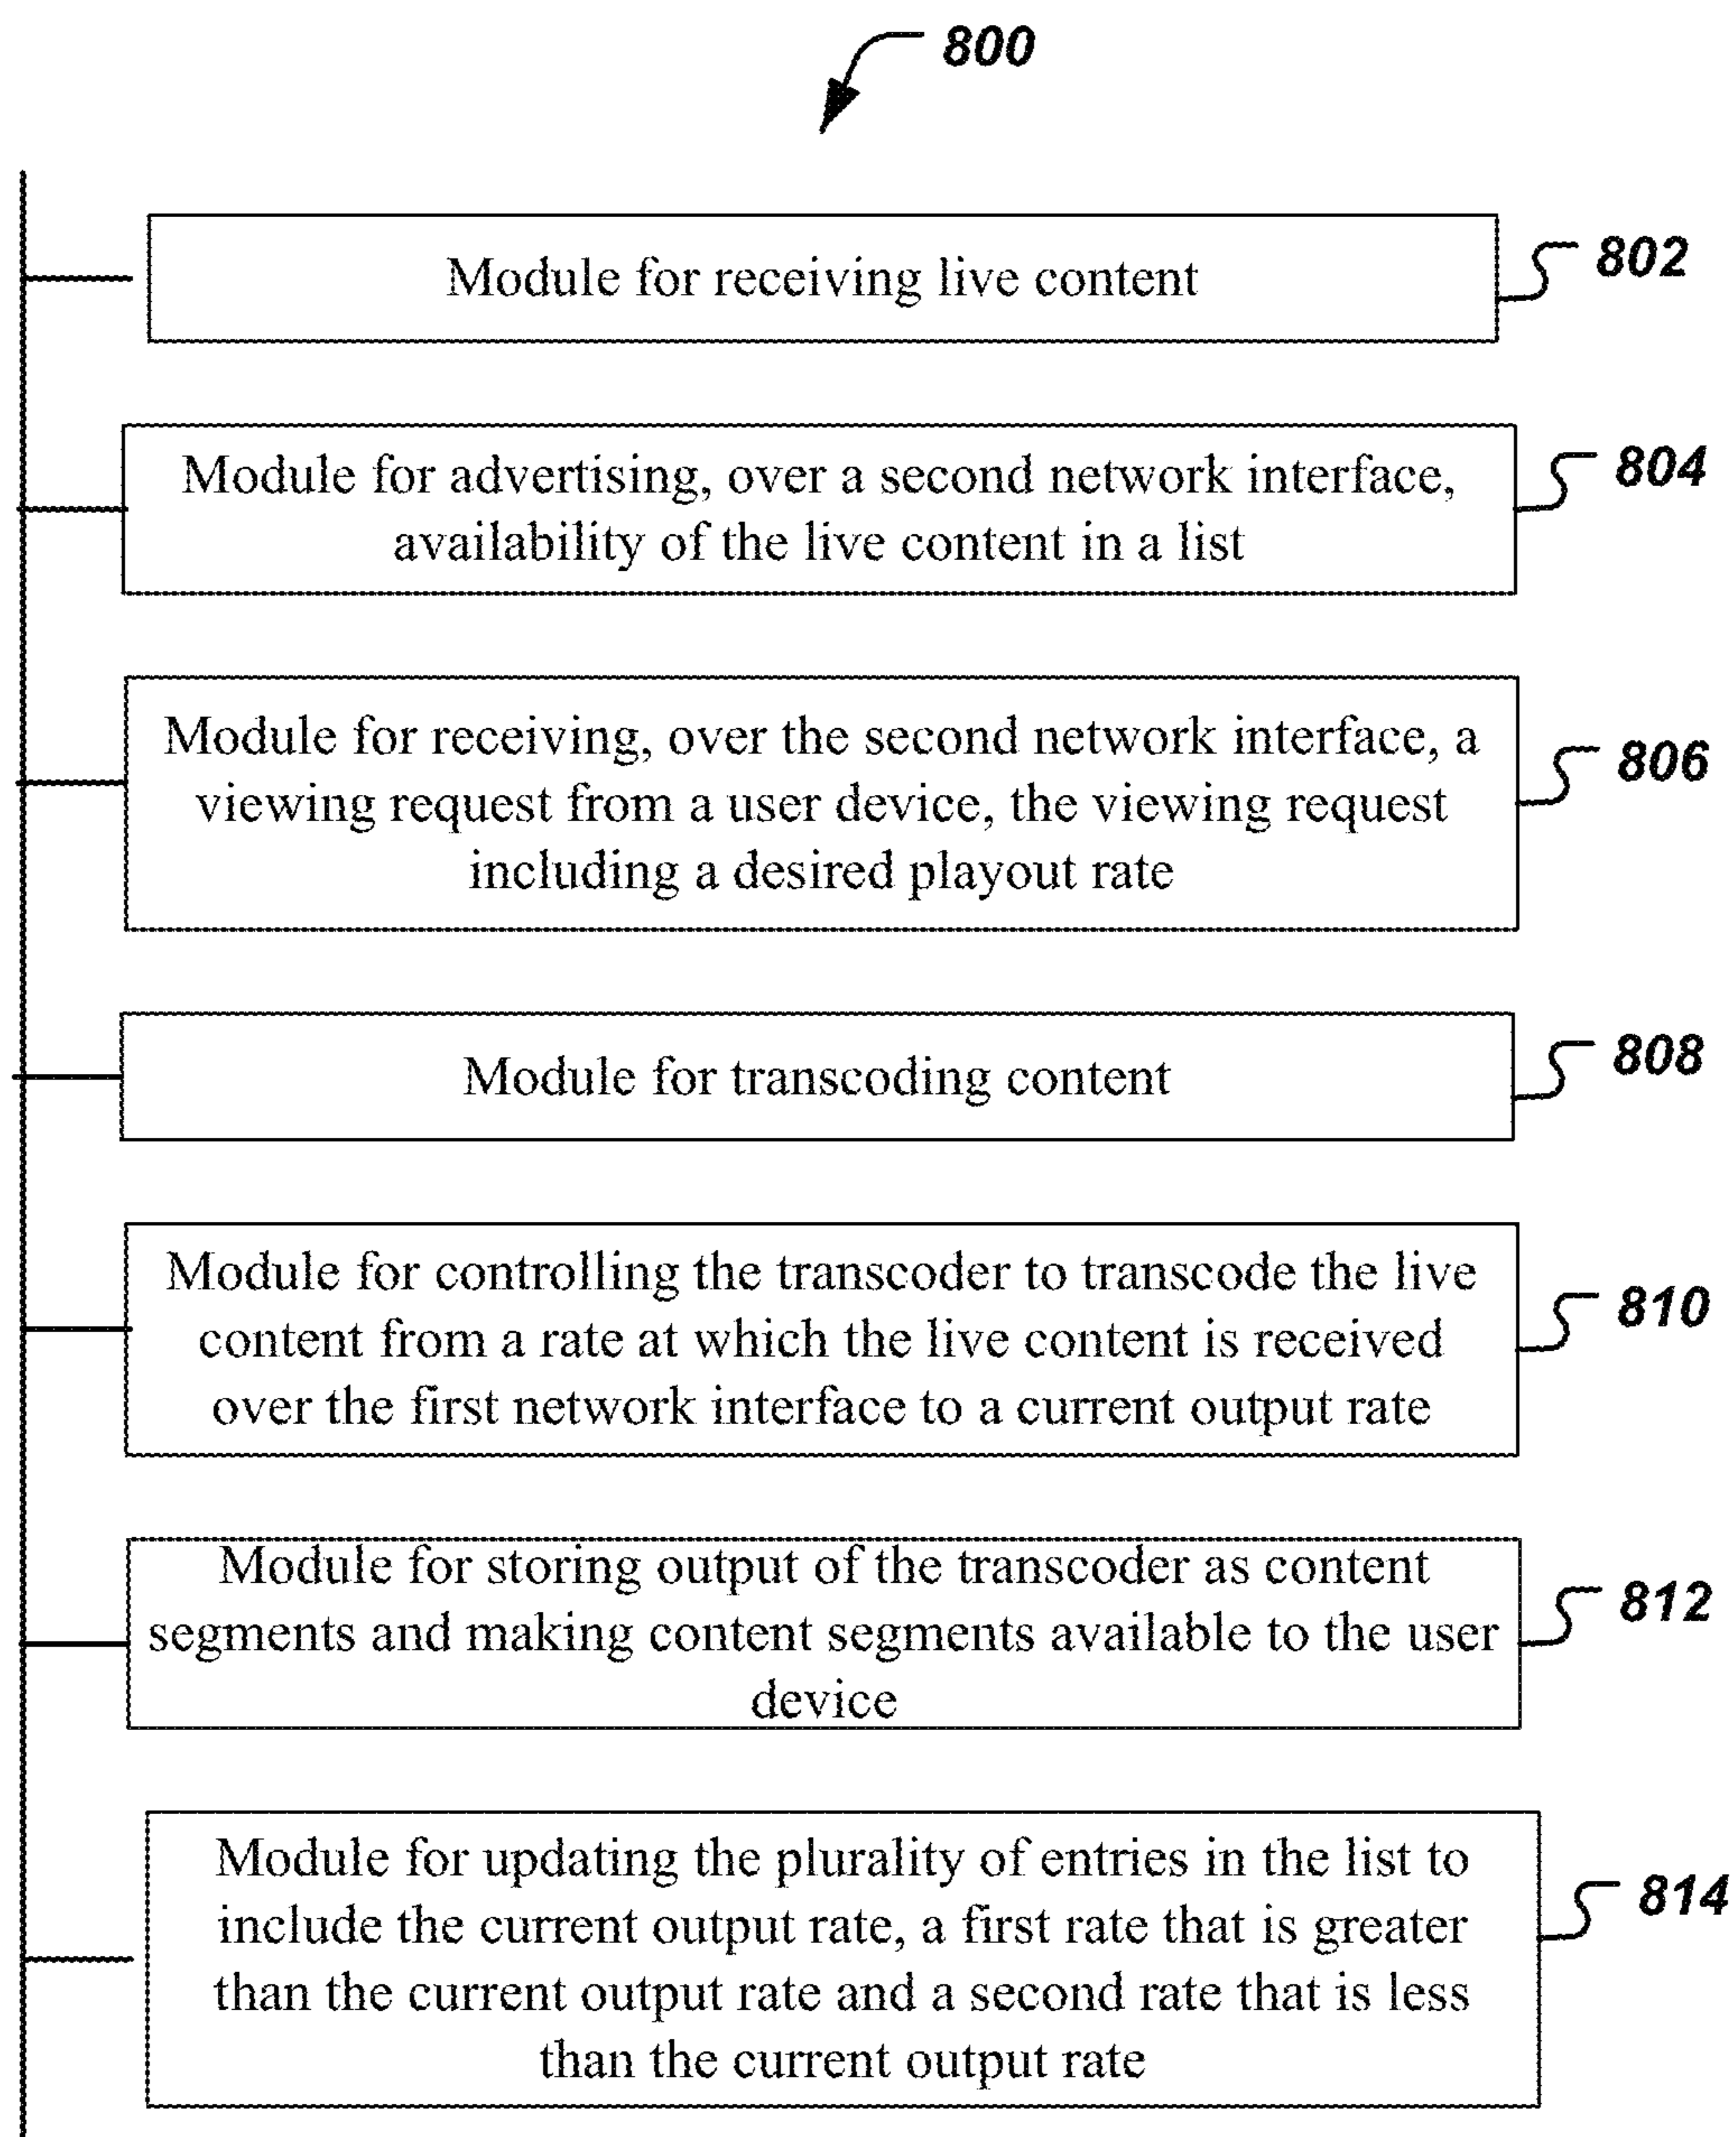 800
Module for receiving live content
802
Module for advertising, over a second network interface,
availability of the live content in a list
804
Module for receiving, over the second network interface, a
viewing request from a user device, the viewing request
including a desired playout rate
806
Module for transcoding content
808
Module for controlling the transcoder to transcode the live
content from a rate at which the live content is received
over the first network interface to a current output rate
810
Module for storing output of the transcoder as content
segments and making content segments available to the user
device
812
Module for updating the plurality of entries in the list to
include the current output rate, a first rate that is greater
than the current output rate and a second rate that is less
than the current output rate
814